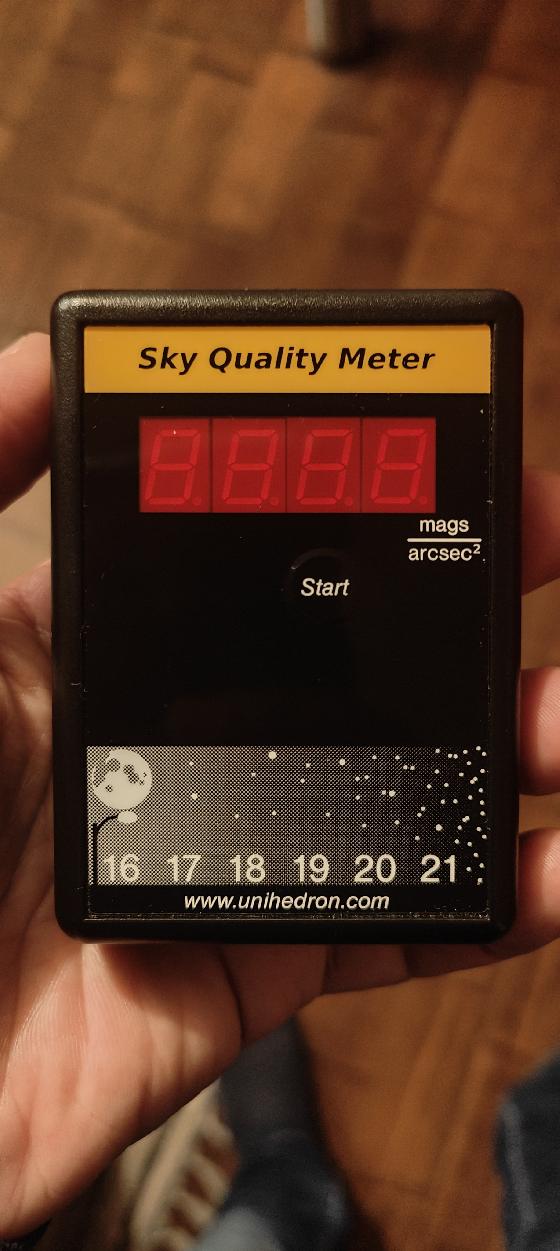 Sky Quality Meter
mags
arcsec²
Start
16 17 18 19 20 21
www.unihedron.com